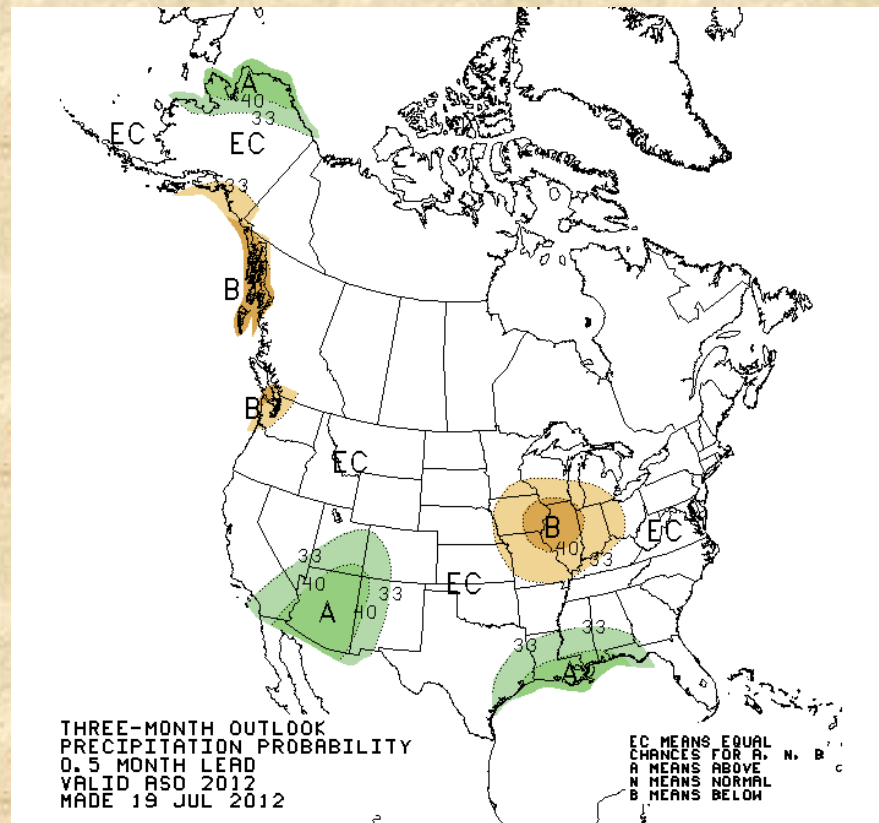 A
40
33
EC
EC
33
B
B
EC
B
40
33
EC
33
40
A
40
33
EC
33
33
A
THREE-MONTH OUTLOOK
PRECIPITATION PROBABILITY
0.5 MONTH LEAD
VALID ASO 2012
MADE 19 JUL 2012
EC MEANS EQUAL
CHANCES FOR A, N, B
A MEANS ABOVE
N MEANS NORMAL
B MEANS BELOW